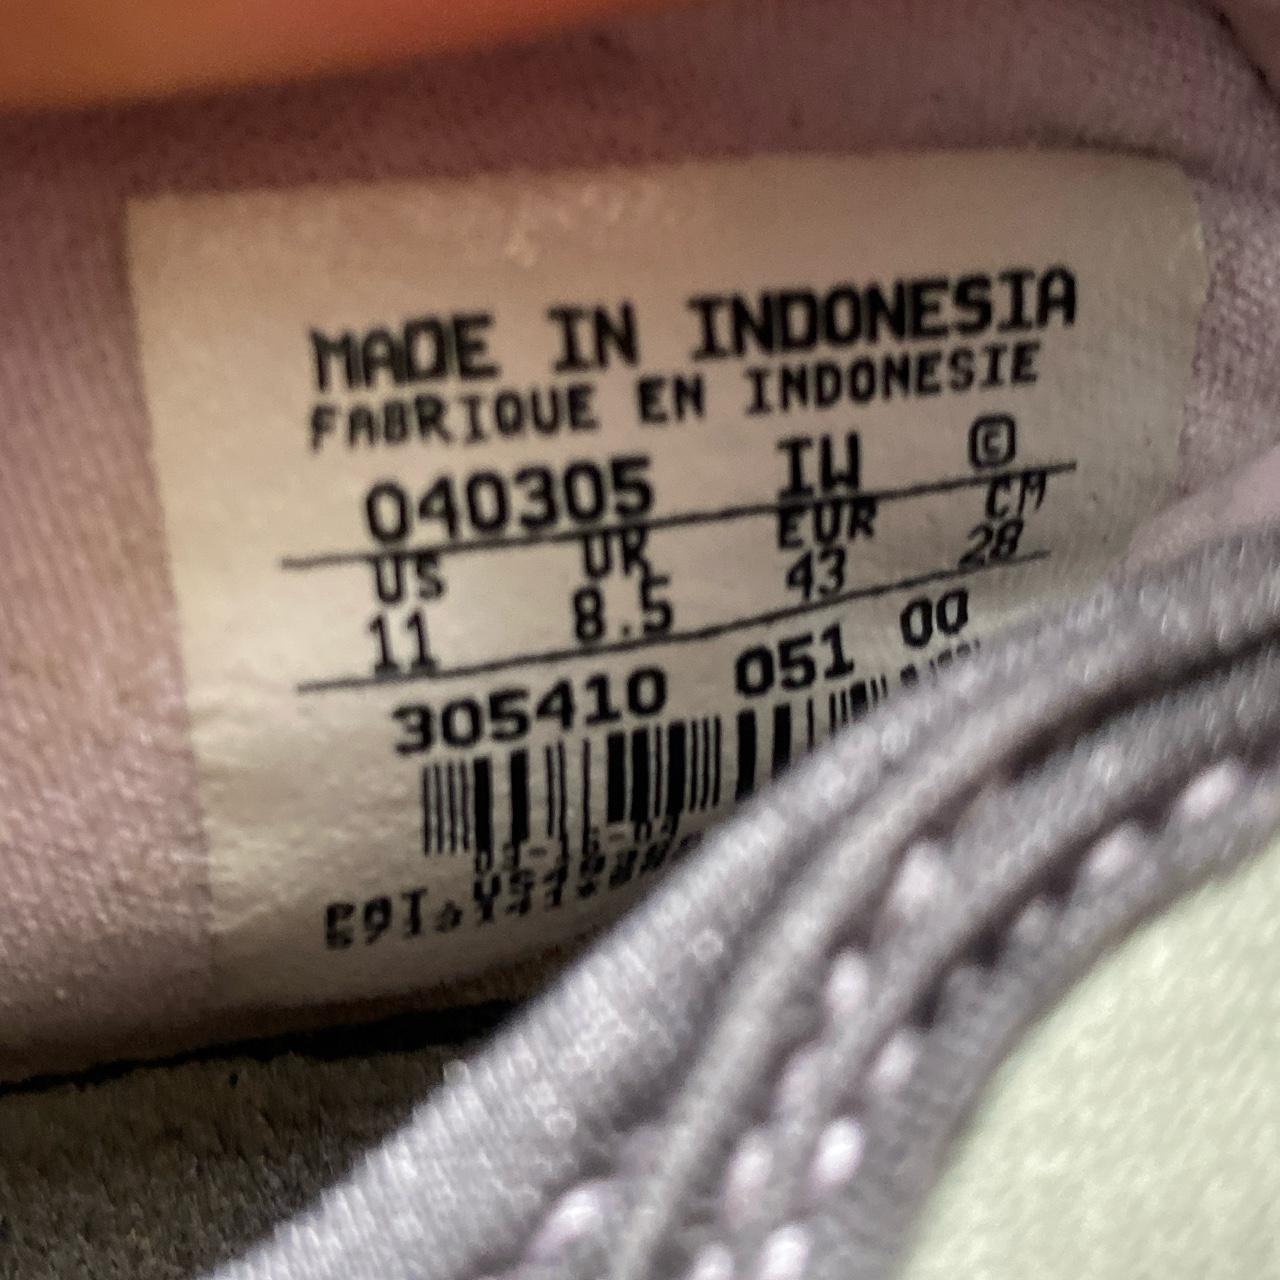 MADE IN INDONESIA
FABRIQUE EN INDONESIE
040305 IW ©
US UK EUR CM
11 8.5 43 28
305410 051 00